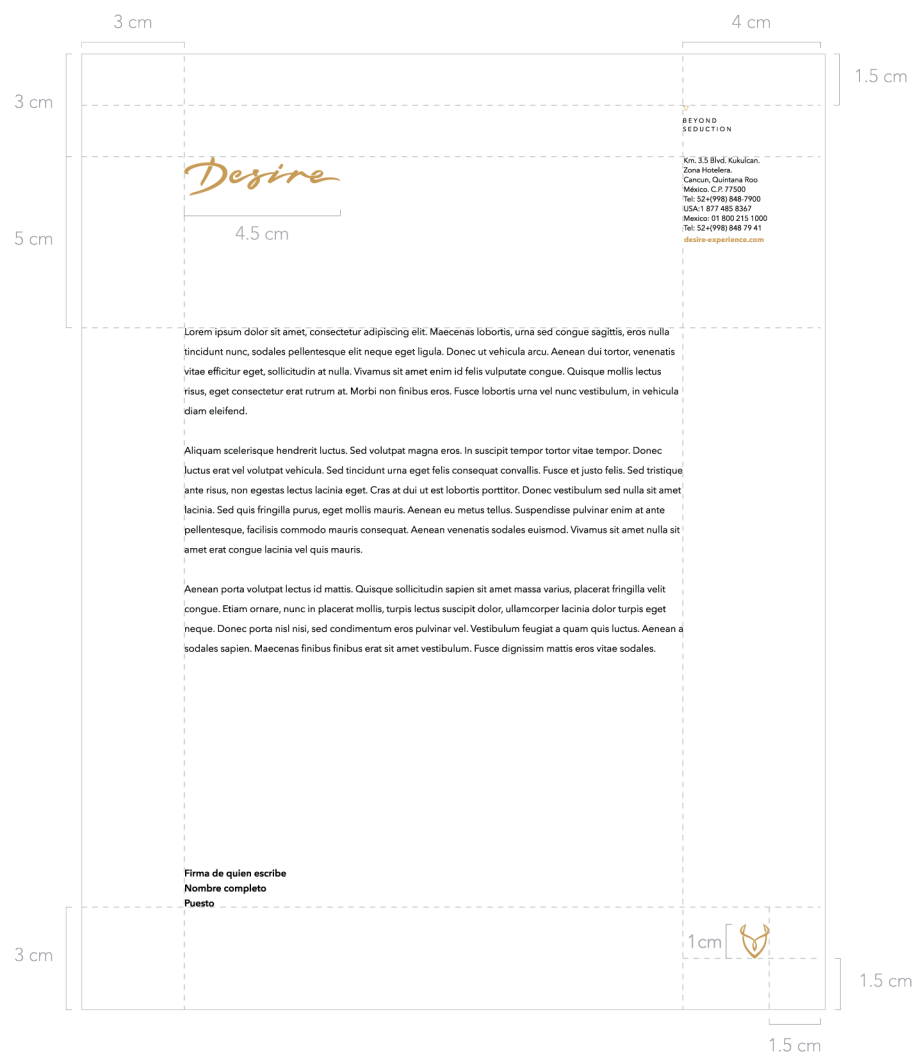 3 cm
4 cm
1.5 cm
3 cm
BEYOND
SEDUCTION
Desire
Km. 3.5 Blvd. Kukulcan.
Zona Hotelera.
Cancun, Quintana Roo
México. C.P. 77500
Tel: 52+(998) 848-7900
USA:1 877 485 8367
Mexico: 01 800 215 1000
Tel: 52+(998) 848 79 41
desire-experience.com
5 cm
4.5 cm
Lorem ipsum dolor sit amet, consectetur adipiscing elit. Maecenas lobortis, urna sed congue sagittis, eros nulla
tincidunt nunc, sodales pellentesque elit neque eget ligula. Donec ut vehicula arcu. Aenean dui tortor, venenatis
vitae efficitur eget, sollicitudin at nulla. Vivamus sit amet enim id felis vulputate congue. Quisque mollis lectus
risus, eget consectetur erat rutrum at. Morbi non finibus eros. Fusce lobortis urna vel nunc vestibulum, in vehicula
diam eleifend.
Aliquam scelerisque hendrerit luctus. Sed volutpat magna eros. In suscipit tempor tortor vitae tempor. Donec
luctus erat vel volutpat vehicula. Sed tincidunt urna eget felis consequat convallis. Fusce et justo felis. Sed tristique
ante risus, non egestas lectus lacinia eget. Cras at dui ut est lobortis porttitor. Donec vestibulum sed nulla sit amet
lacinia. Sed quis fringilla purus, eget mollis mauris. Aenean eu metus tellus. Suspendisse pulvinar enim at ante
pellentesque, facilisis commodo mauris consequat. Aenean venenatis sodales euismod. Vivamus sit amet nulla sit
amet erat congue lacinia vel quis mauris.
Aenean porta volutpat lectus id mattis. Quisque sollicitudin sapien sit amet massa varius, placerat fringilla velit
congue. Etiam ornare, nunc in placerat mollis, turpis lectus suscipit dolor, ullamcorper lacinia dolor turpis eget
neque. Donec porta nisl nisi, sed condimentum eros pulvinar vel. Vestibulum feugiat a quam quis luctus. Aenean a
sodales sapien. Maecenas finibus finibus erat sit amet vestibulum. Fusce dignissim mattis eros vitae sodales.
Firma de quien escribe
Nombre completo
Puesto
3 cm
1cm
1.5 cm
1.5 cm